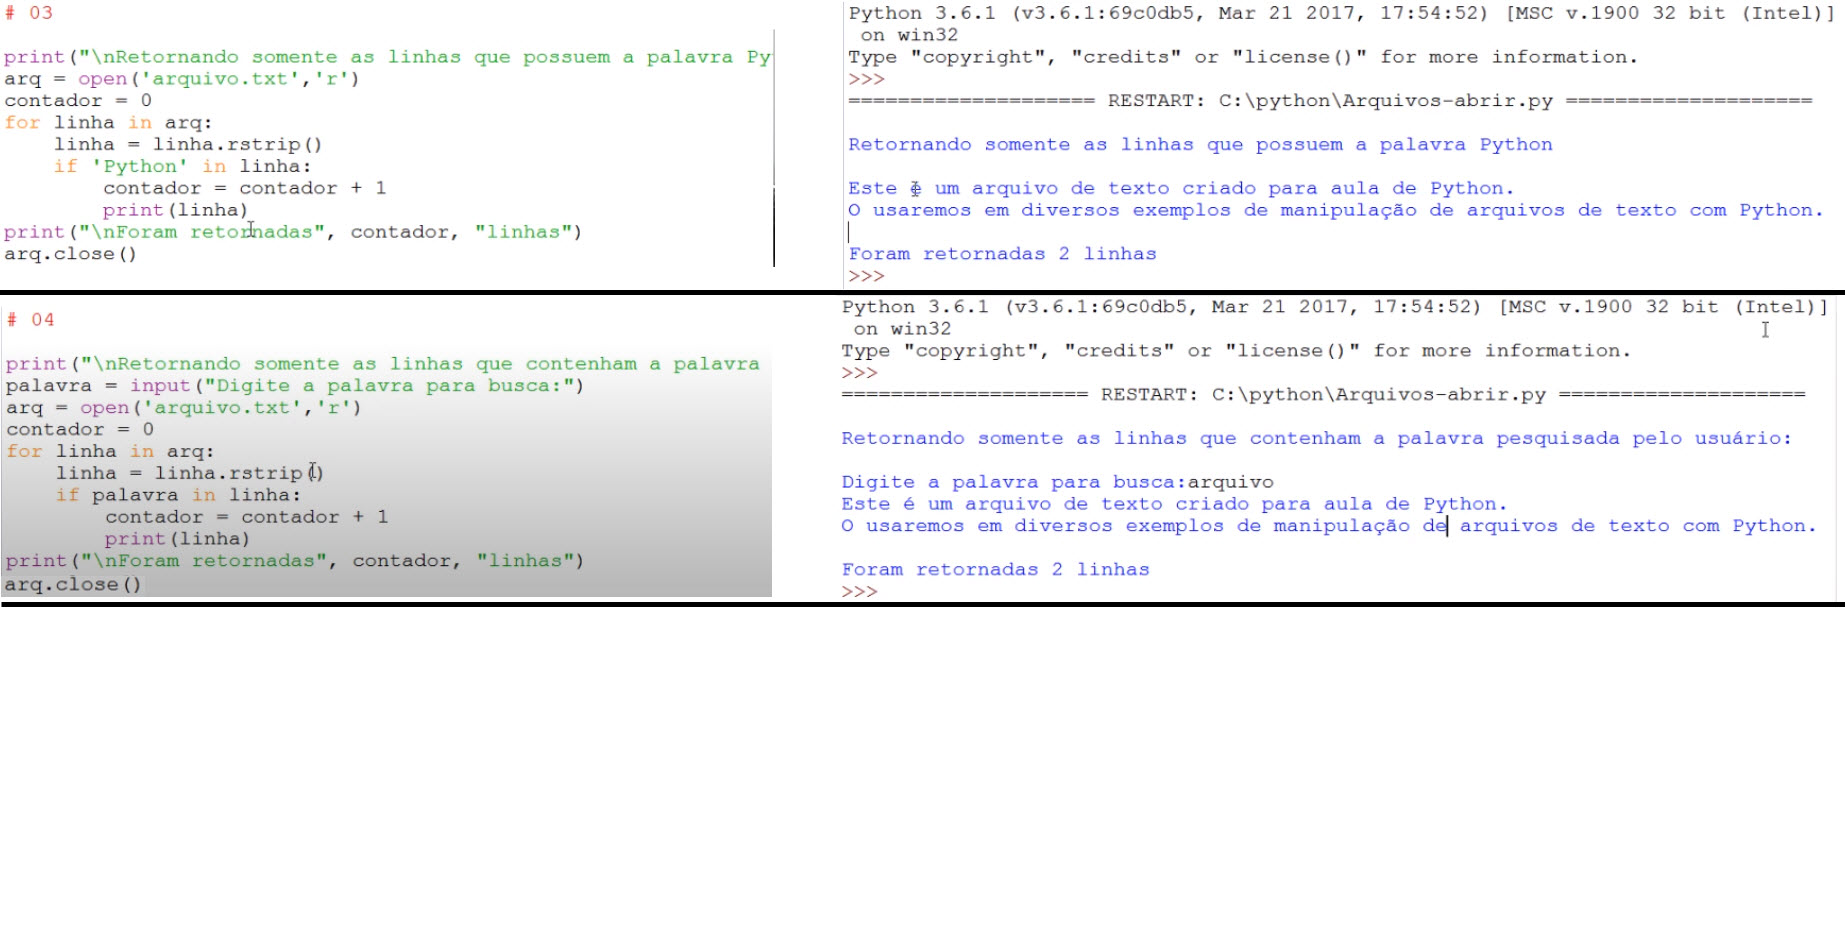 # 03
print("\nRetornando somente as linhas que possuem a palavra Py
arq = open('arquivo.txt','r')
contador = 0
for linha in arq:
    linha = linha.rstrip()
    if 'Python' in linha:
        contador = contador + 1
        print(linha)
print("\nForam retornadas", contador, "linhas")
arq.close()
Python 3.6.1 (v3.6.1:69c0db5, Mar 21 2017, 17:54:52) [MSC v.1900 32 bit (Intel)]
 on win32
Type "copyright", "credits" or "license()" for more information.
>>>
==================== RESTART: C:\python\Arquivos-abrir.py ====================
Retornando somente as linhas que possuem a palavra Python
Este é um arquivo de texto criado para aula de Python.
O usaremos em diversos exemplos de manipulação de arquivos de texto com Python.
Foram retornadas 2 linhas
>>>
# 04
print("\nRetornando somente as linhas que contenham a palavra
palavra = input("Digite a palavra para busca:")
arq = open('arquivo.txt','r')
contador = 0
for linha in arq:
    linha = linha.rstrip()
    if palavra in linha:
        contador = contador + 1
        print(linha)
print("\nForam retornadas", contador, "linhas")
arq.close()
Python 3.6.1 (v3.6.1:69c0db5, Mar 21 2017, 17:54:52) [MSC v.1900 32 bit (Intel)]
 on win32
Type "copyright", "credits" or "license()" for more information.
>>>
==================== RESTART: C:\python\Arquivos-abrir.py ====================
Retornando somente as linhas que contenham a palavra pesquisada pelo usuário:
Digite a palavra para busca:arquivo
Este é um arquivo de texto criado para aula de Python.
O usaremos em diversos exemplos de manipulação de arquivos de texto com Python.
Foram retornadas 2 linhas
>>>